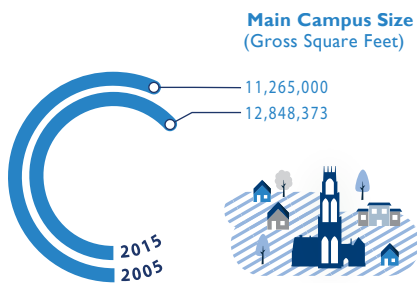 Main Campus Size
(Gross Square Feet)
11,265,000
12,848,373
2015
2005